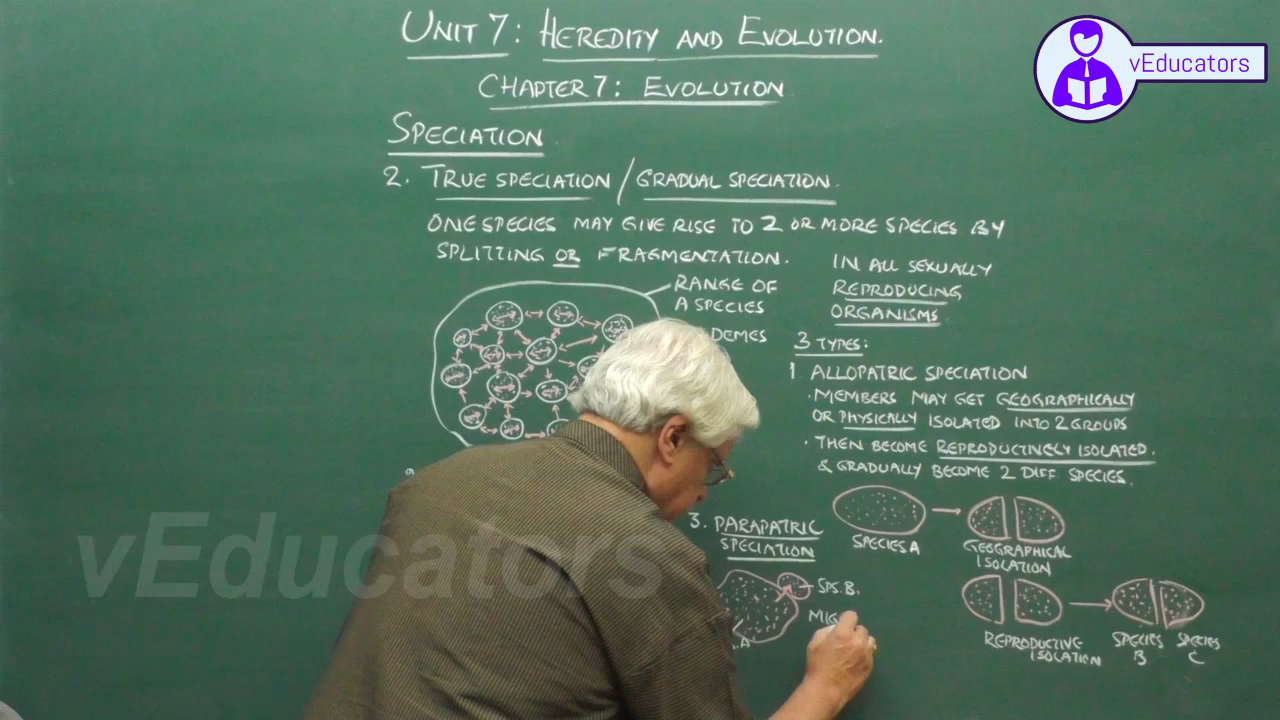 UNIT 7: HEREDITY AND EVOLUTION.
CHAPTER 7: EVOLUTION
SPECIATION
2. TRUE SPECIATION / GRADUAL SPECIATION.
ONE SPECIES MAY GIVE RISE TO 2 OR MORE SPECIES BY
SPLITTING OR FRAGMENTATION.
RANGE OF
A SPECIES
DEMES
IN ALL SEXUALLY
REPRODUCING
ORGANISMS.
3 TYPES:
1. ALLOPATRIC SPECIATION
· MEMBERS MAY GET GEOGRAPHICALLY
OR PHYSICALLY ISOLATED INTO 2 GROUPS
· THEN BECOME REPRODUCTIVELY ISOLATED.
& GRADUALLY BECOME 2 DIFF. SPECIES.
SPECIES A
GEOGRAPHICAL
ISOLATION
REPRODUCTIVE
ISOLATION
SPECIES
B
SPECIES
C
3. PARAPATRIC
SPECIATION
SPS. B.
MIG
.A
vEducators
vEducators